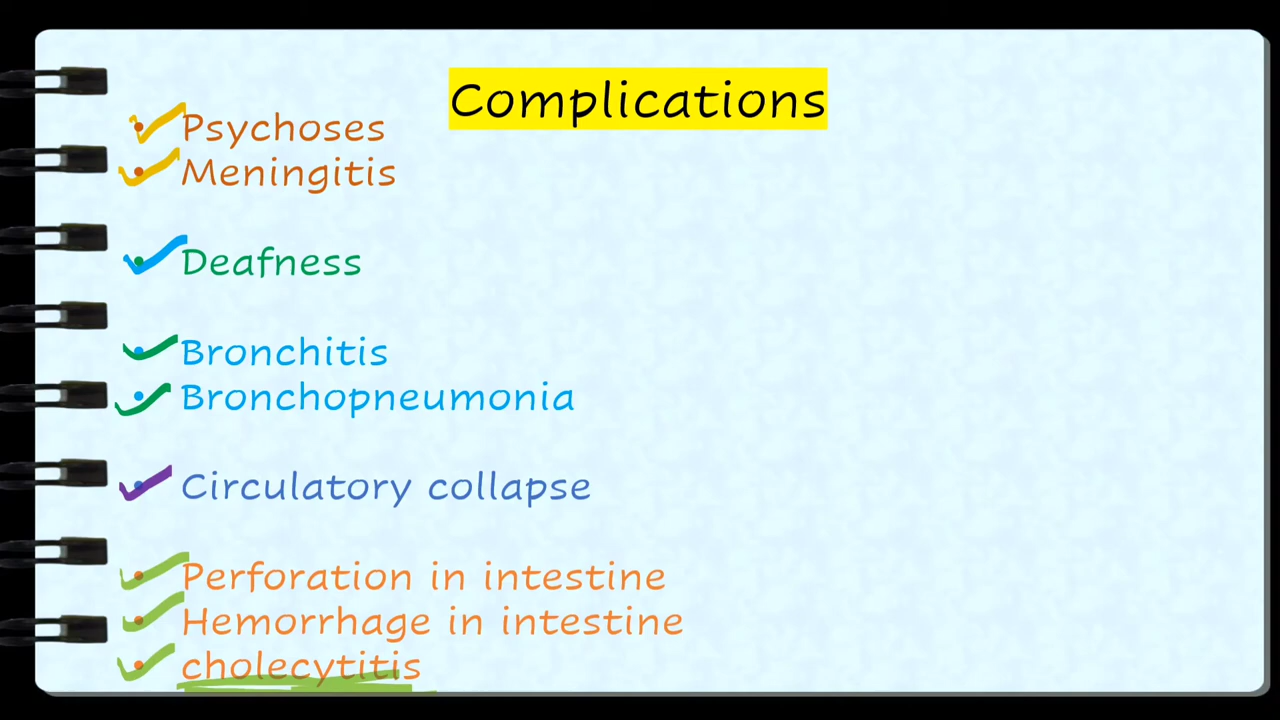 Complications
Psychoses
Meningitis
Deafness
Bronchitis
Bronchopneumonia
Circulatory collapse
Perforation in intestine
Hemorrhage in intestine
cholecytitis